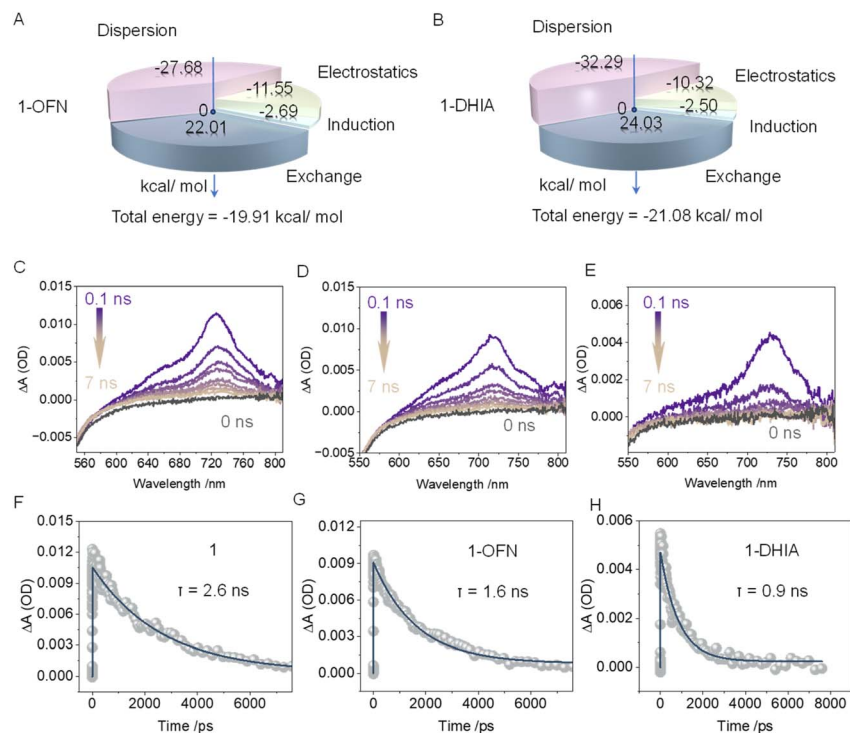 A
Dispersion
-27.68
Electrostatics
-11.55
1-OFN
0
-2.69
Induction
22.01
Exchange
kcal/ mol
Total energy = -19.91 kcal/ mol
B
Dispersion
-32.29
Electrostatics
-10.32
1-DHIA
0
-2.50
Induction
24.03
Exchange
kcal/ mol
Total energy = -21.08 kcal/ mol
C
0.015
0.010
0.005
0.000
−0.005
ΔA (OD)
0.1 ns
7 ns
0 ns
560 600 640 680 720 760 800
Wavelength /nm
D
0.015
0.010
0.005
0.000
−0.005
ΔA (OD)
0.1 ns
7 ns
0 ns
550 600 650 700 750 800
Wavelength /nm
E
0.006
0.004
0.002
0.000
ΔA (OD)
0.1 ns
7 ns
0 ns
550 600 650 700 750 800
Wavelength /nm
F
0.015
0.012
0.009
0.006
0.003
0.000
ΔA (OD)
1
τ = 2.6 ns
0 2000 4000 6000
Time /ps
G
0.012
0.009
0.006
0.003
0.000
ΔA (OD)
1-OFN
τ = 1.6 ns
0 2000 4000 6000
Time /ps
H
0.006
0.004
0.002
0.000
ΔA (OD)
1-DHIA
τ = 0.9 ns
0 2000 4000 6000 8000
Time /ps